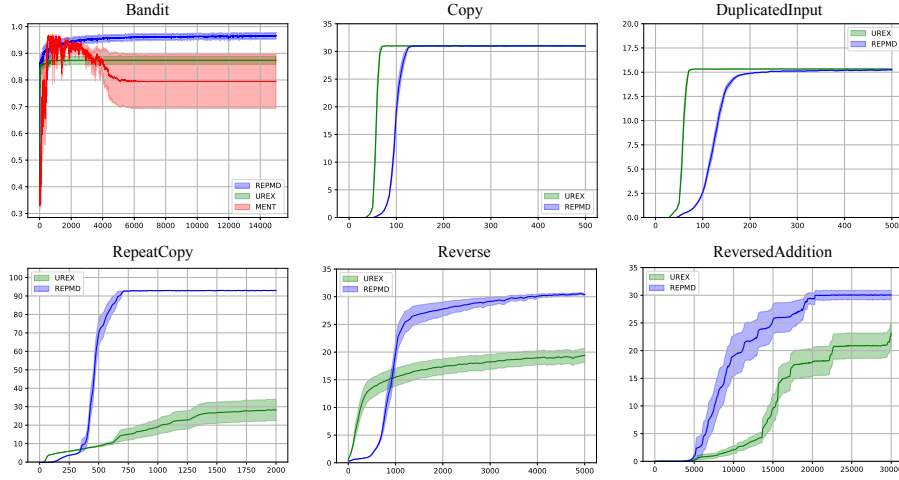 Bandit
1.0
0.9
0.8
0.7
0.6
0.5
0.4
0.3
0 2000 4000 6000 8000 10000 12000 14000
REPMD
UREX
MENT
Copy
35
30
25
20
15
10
5
0
0 100 200 300 400 500
UREX
REPMD
DuplicatedInput
20.0
17.5
15.0
12.5
10.0
7.5
5.0
2.5
0.0
0 100 200 300 400 500
UREX
REPMD
RepeatCopy
100
90
80
70
60
50
40
30
20
10
0
0 250 500 750 1000 1250 1500 1750 2000
UREX
REPMD
Reverse
35
30
25
20
15
10
5
0
0 1000 2000 3000 4000 5000
UREX
REPMD
ReversedAddition
35
30
25
20
15
10
5
0
0 5000 10000 15000 20000 25000 30000
UREX
REPMD